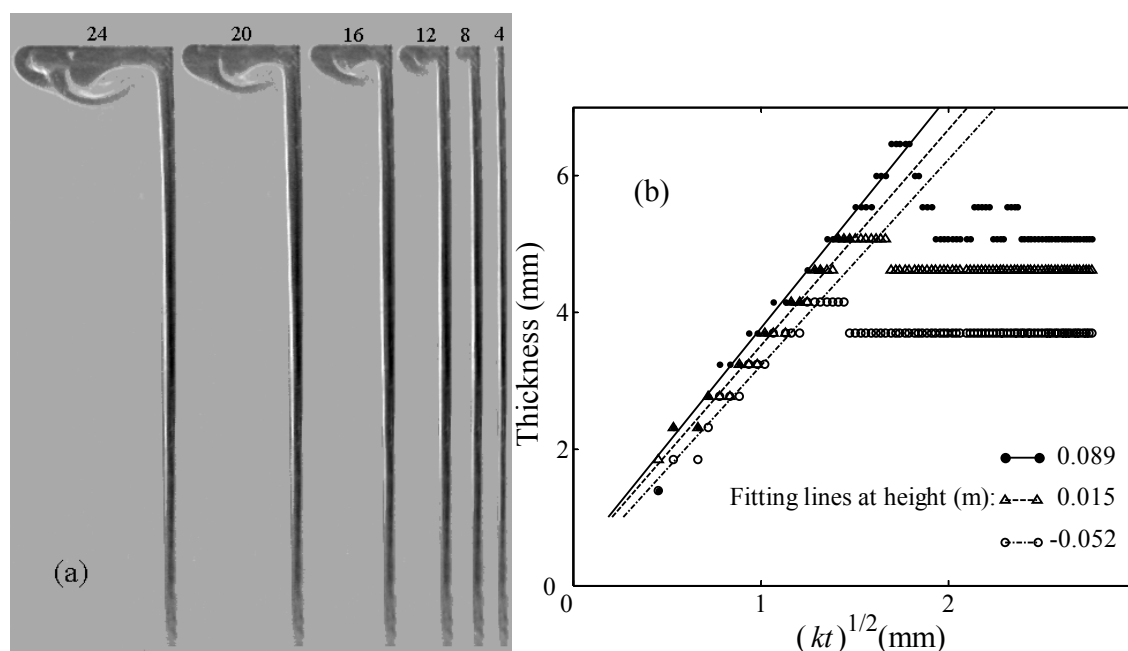 24 20 16 12 8 4
(a)
(b)
Thickness (mm)
6
4
2
0
0 1 2
(kt)1/2(mm)
0.089
Fitting lines at height (m): 0.015
-0.052